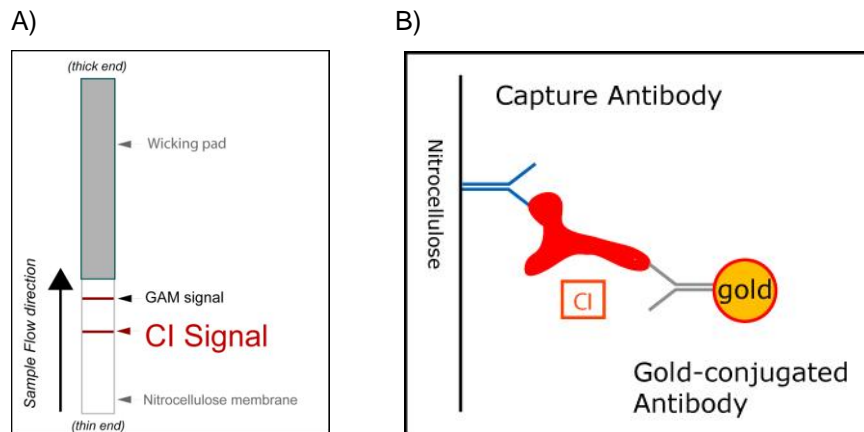 A)
(thick end)
Wicking pad
GAM signal
CI Signal
Nitrocellulose membrane
(thin end)
Sample Flow direction
B)
Capture Antibody
Nitrocellulose
CI
gold
Gold-conjugated
Antibody